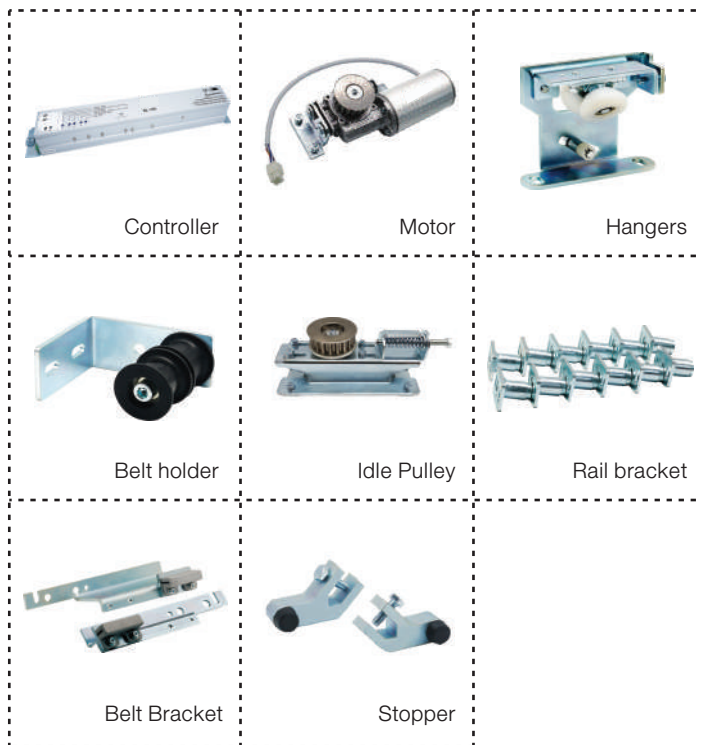 Controller
Motor
Hangers
Belt holder
Idle Pulley
Rail bracket
Belt Bracket
Stopper